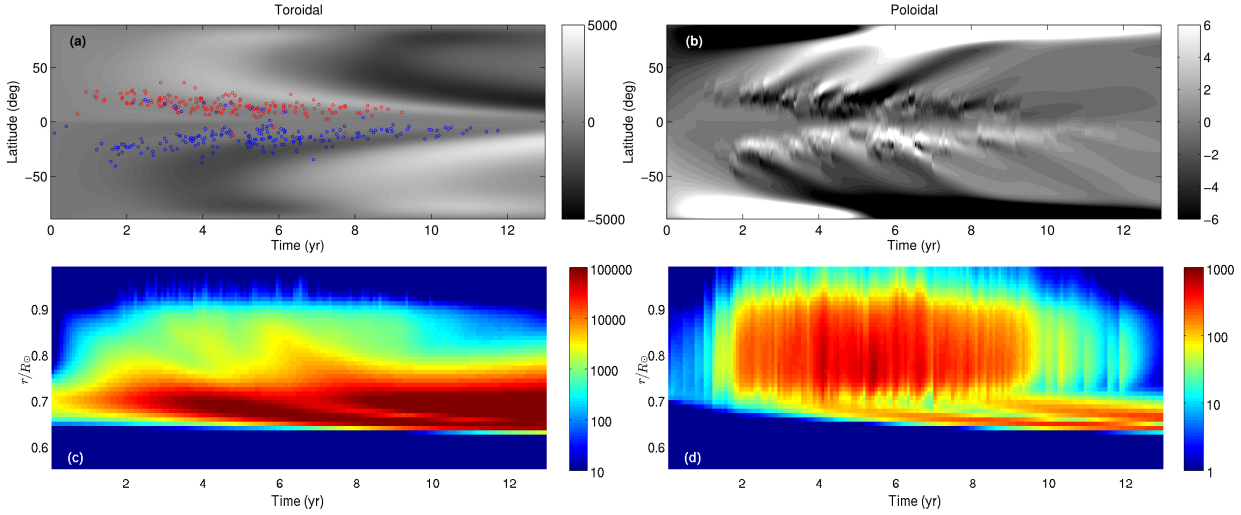 Toroidal
Poloidal
(a)
50
0
−50
Latitude (deg)
2 4 6 8 10 12
Time (yr)
5000
0
−5000
(b)
50
0
−50
Latitude (deg)
0 2 4 6 8 10 12
Time (yr)
6
4
2
0
−2
−4
−6
(c)
0.9
0.8
0.7
0.6
r/R⊙
2 4 6 8 10 12
Time (yr)
100000
10000
1000
100
10
(d)
0.9
0.8
0.7
0.6
r/R⊙
2 4 6 8 10 12
Time (yr)
1000
100
10
1